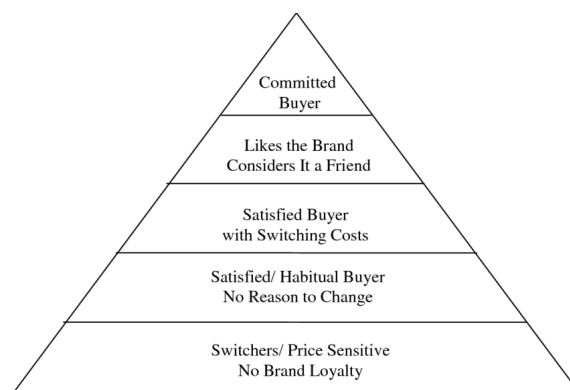 Committed
Buyer
Likes the Brand
Considers It a Friend
Satisfied Buyer
with Switching Costs
Satisfied/ Habitual Buyer
No Reason to Change
Switchers/ Price Sensitive
No Brand Loyalty